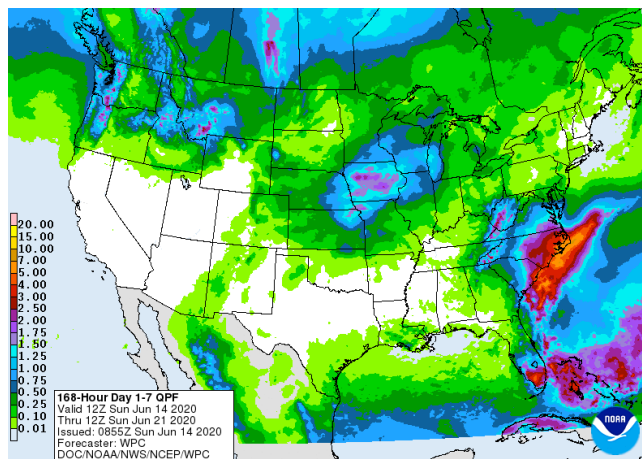 20.00
15.00
10.00
7.00
5.00
4.00
3.00
2.50
2.00
1.75
1.50
1.25
1.00
0.75
0.50
0.25
0.10
0.01
168-Hour Day 1-7 QPF
Valid 12Z Sun Jun 14 2020
Thru 12Z Sun Jun 21 2020
Issued: 0855Z Sun Jun 14 2020
Forecaster: WPC
DOC/NOAA/NWS/NCEP/WPC
NOAA